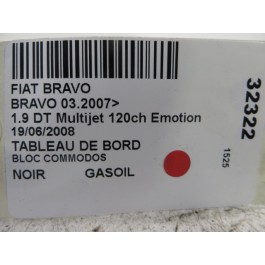 FIAT BRAVO
BRAVO 03.2007>
1.9 DT Multijet 120ch Emotion
19/06/2008
TABLEAU DE BORD
BLOC COMMODOS
NOIR GASOIL
32322
1525